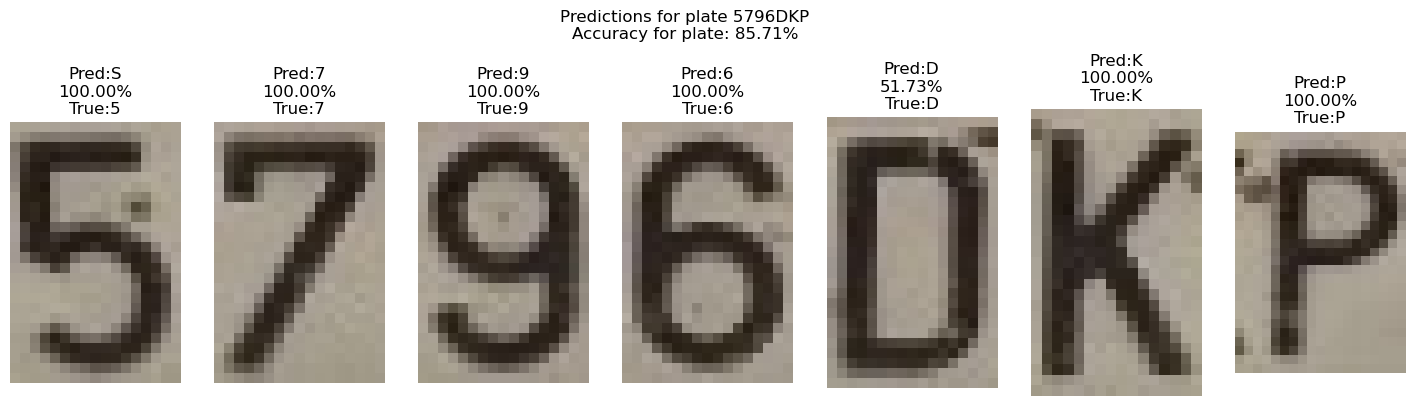 Predictions for plate 5796DKP
Accuracy for plate: 85.71%
Pred:S
100.00%
True:5
Pred:7
100.00%
True:7
Pred:9
100.00%
True:9
Pred:6
100.00%
True:6
Pred:D
51.73%
True:D
Pred:K
100.00%
True:K
Pred:P
100.00%
True:P
5 7 9 6 D K P